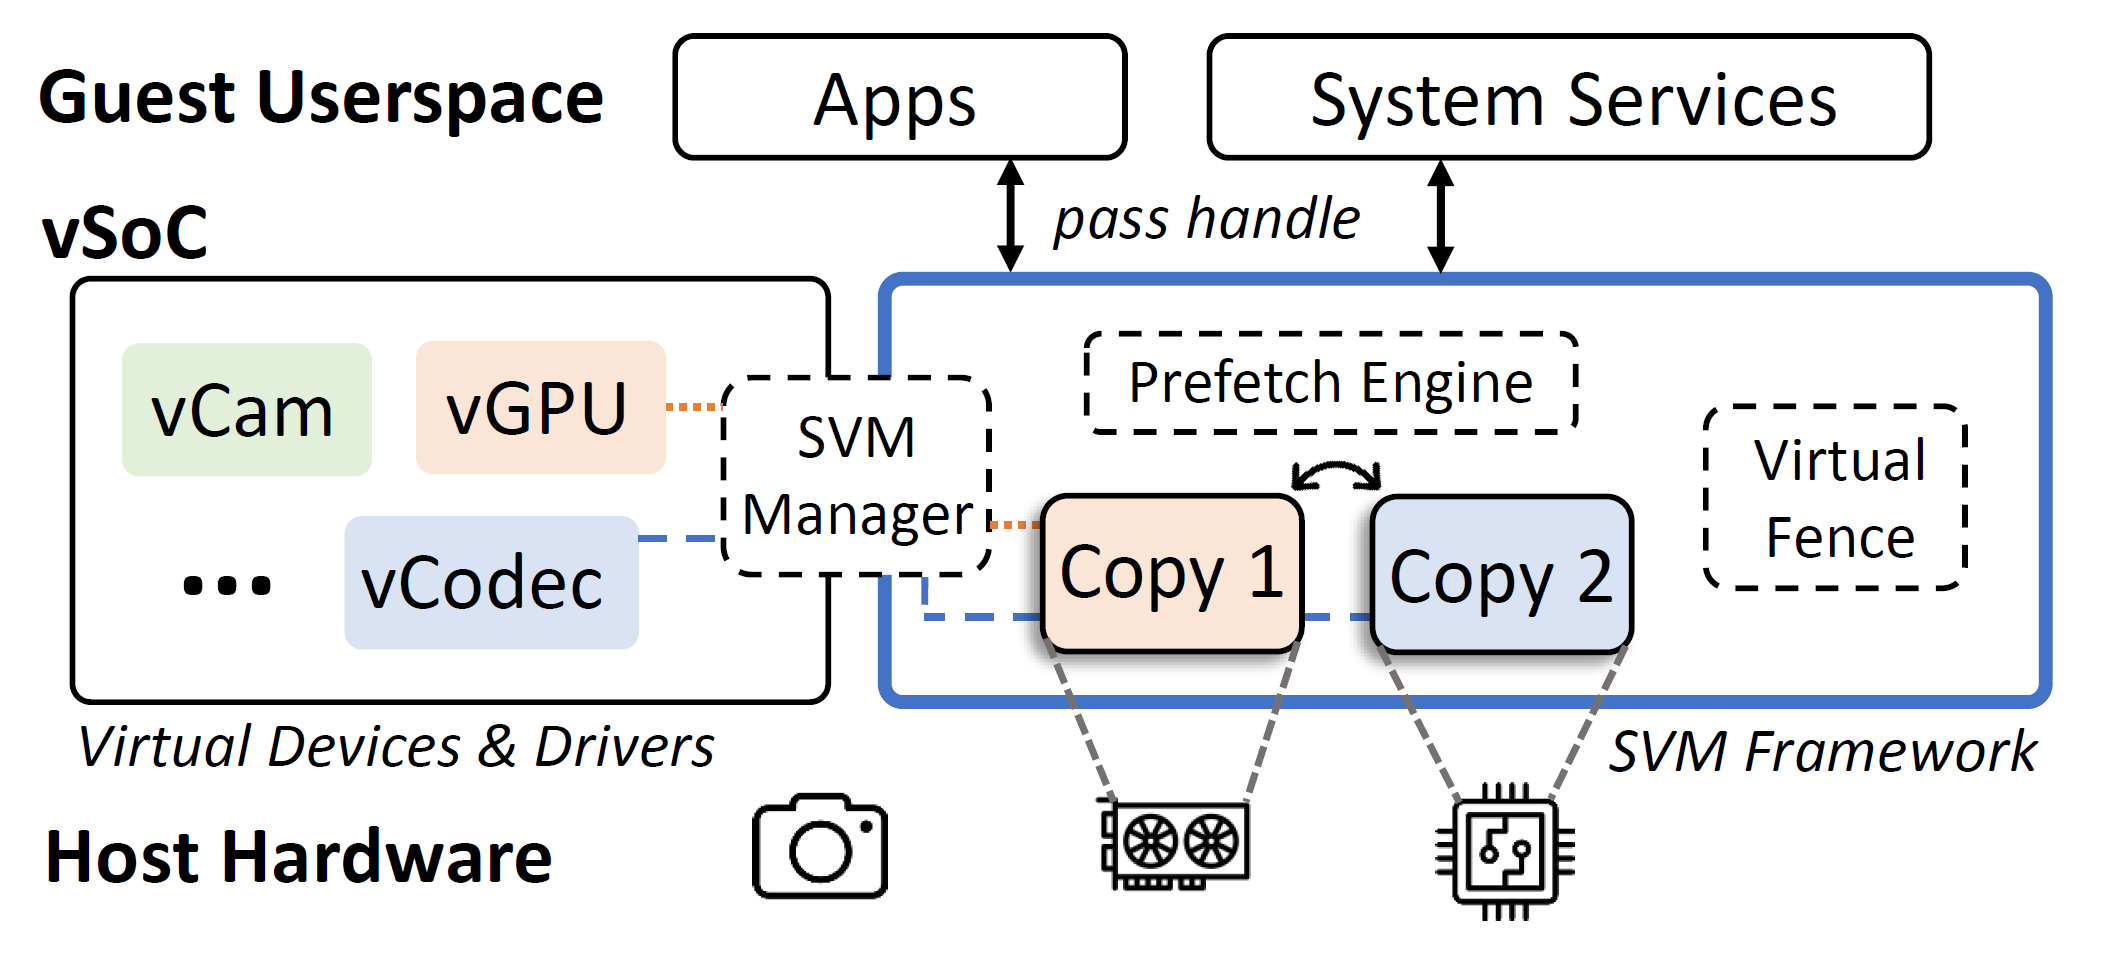 Guest Userspace
Apps
System Services
vSoC
pass handle
vCam
vGPU
...
vCodec
SVM
Manager
Prefetch Engine
Copy 1
Copy 2
Virtual
Fence
Virtual Devices & Drivers
SVM Framework
Host Hardware